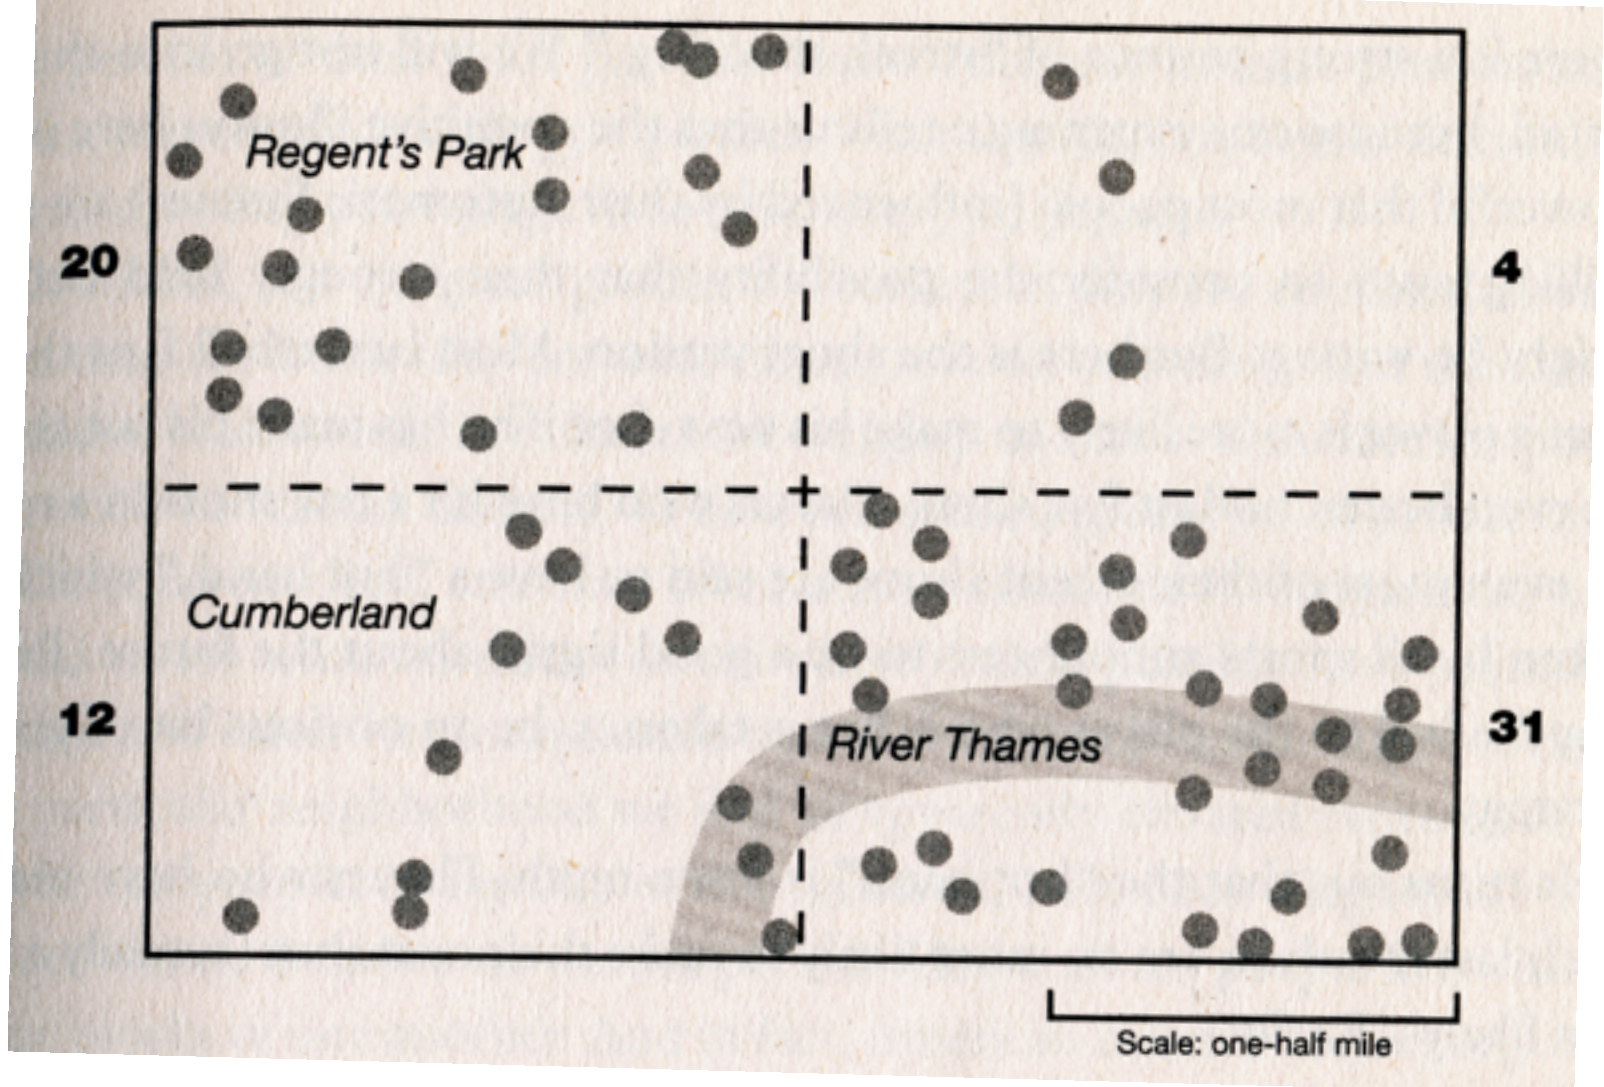 Regent's Park
20
4
Cumberland
12
River Thames
31
Scale: one-half mile